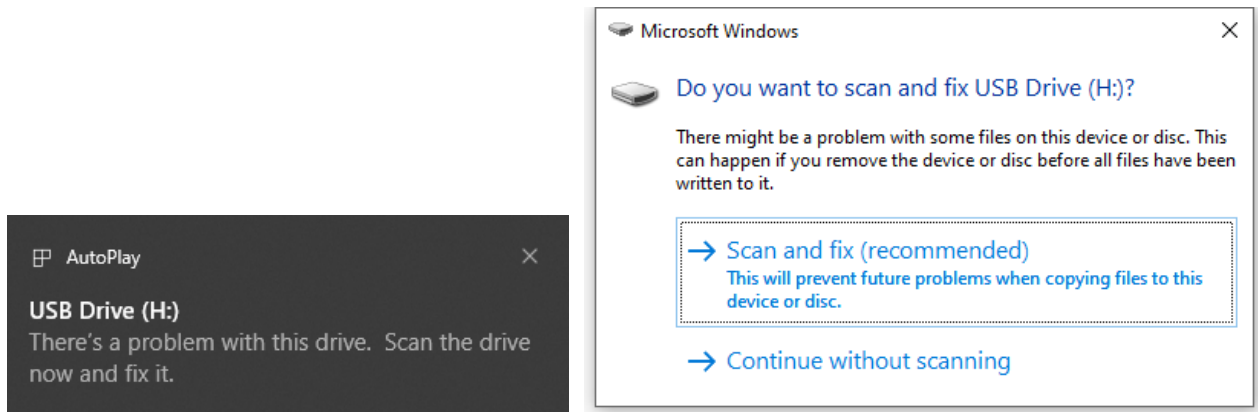 AutoPlay
USB Drive (H:)
There's a problem with this drive. Scan the drive
now and fix it.
Microsoft Windows
Do you want to scan and fix USB Drive (H:)?
There might be a problem with some files on this device or disc. This
can happen if you remove the device or disc before all files have been
written to it.
Scan and fix (recommended)
This will prevent future problems when copying files to this
device or disc.
Continue without scanning